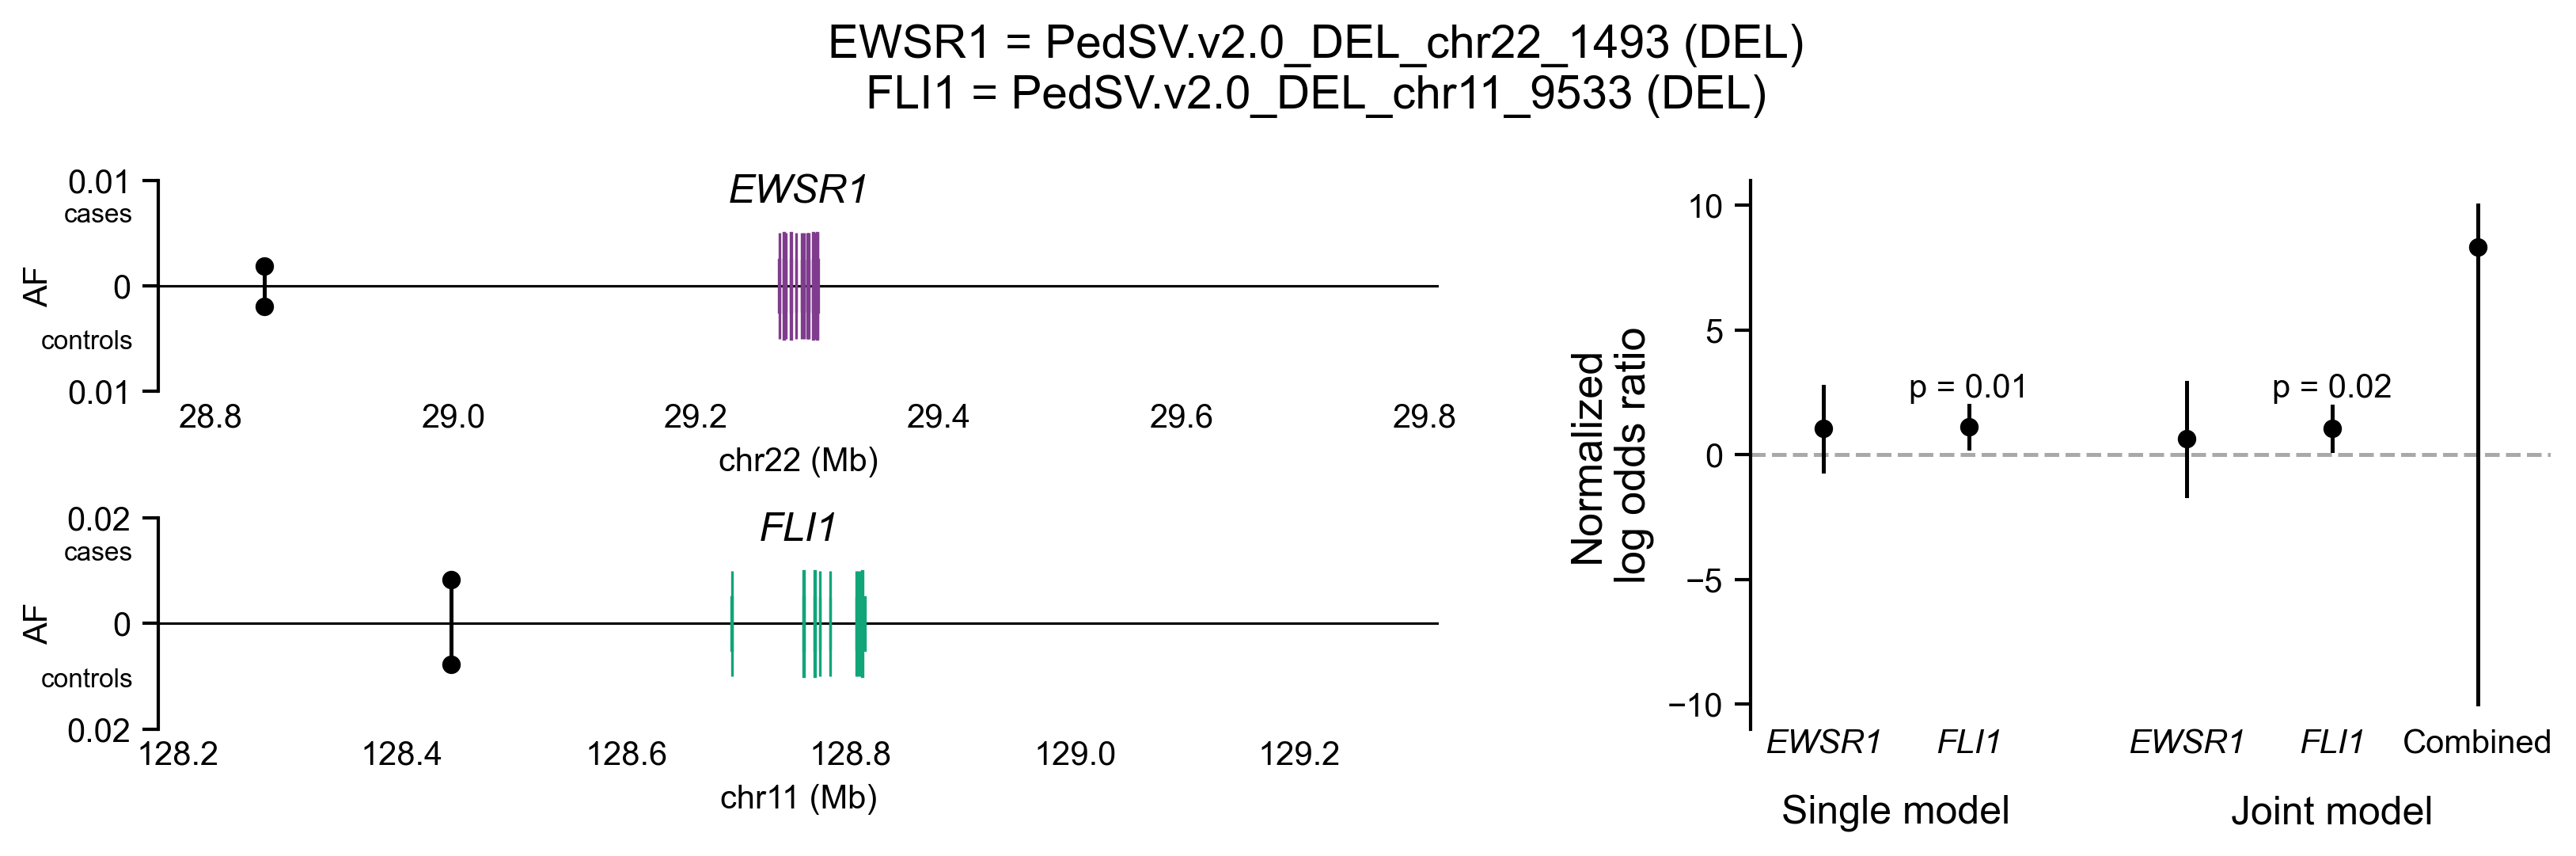 EWSR1 = PedSV.v2.0_DEL_chr22_1493 (DEL)
FLI1 = PedSV.v2.0_DEL_chr11_9533 (DEL)
EWSR1
0.01
cases
AF
0
controls
0.01
28.8 29.0 29.2 29.4 29.6 29.8
chr22 (Mb)
FLI1
0.02
cases
AF
0
controls
0.02
128.2 128.4 128.6 128.8 129.0 129.2
chr11 (Mb)
Normalized
log odds ratio
10
5
0
−5
−10
p = 0.01
p = 0.02
EWSR1 FLI1 EWSR1 FLI1 Combined
Single model Joint model